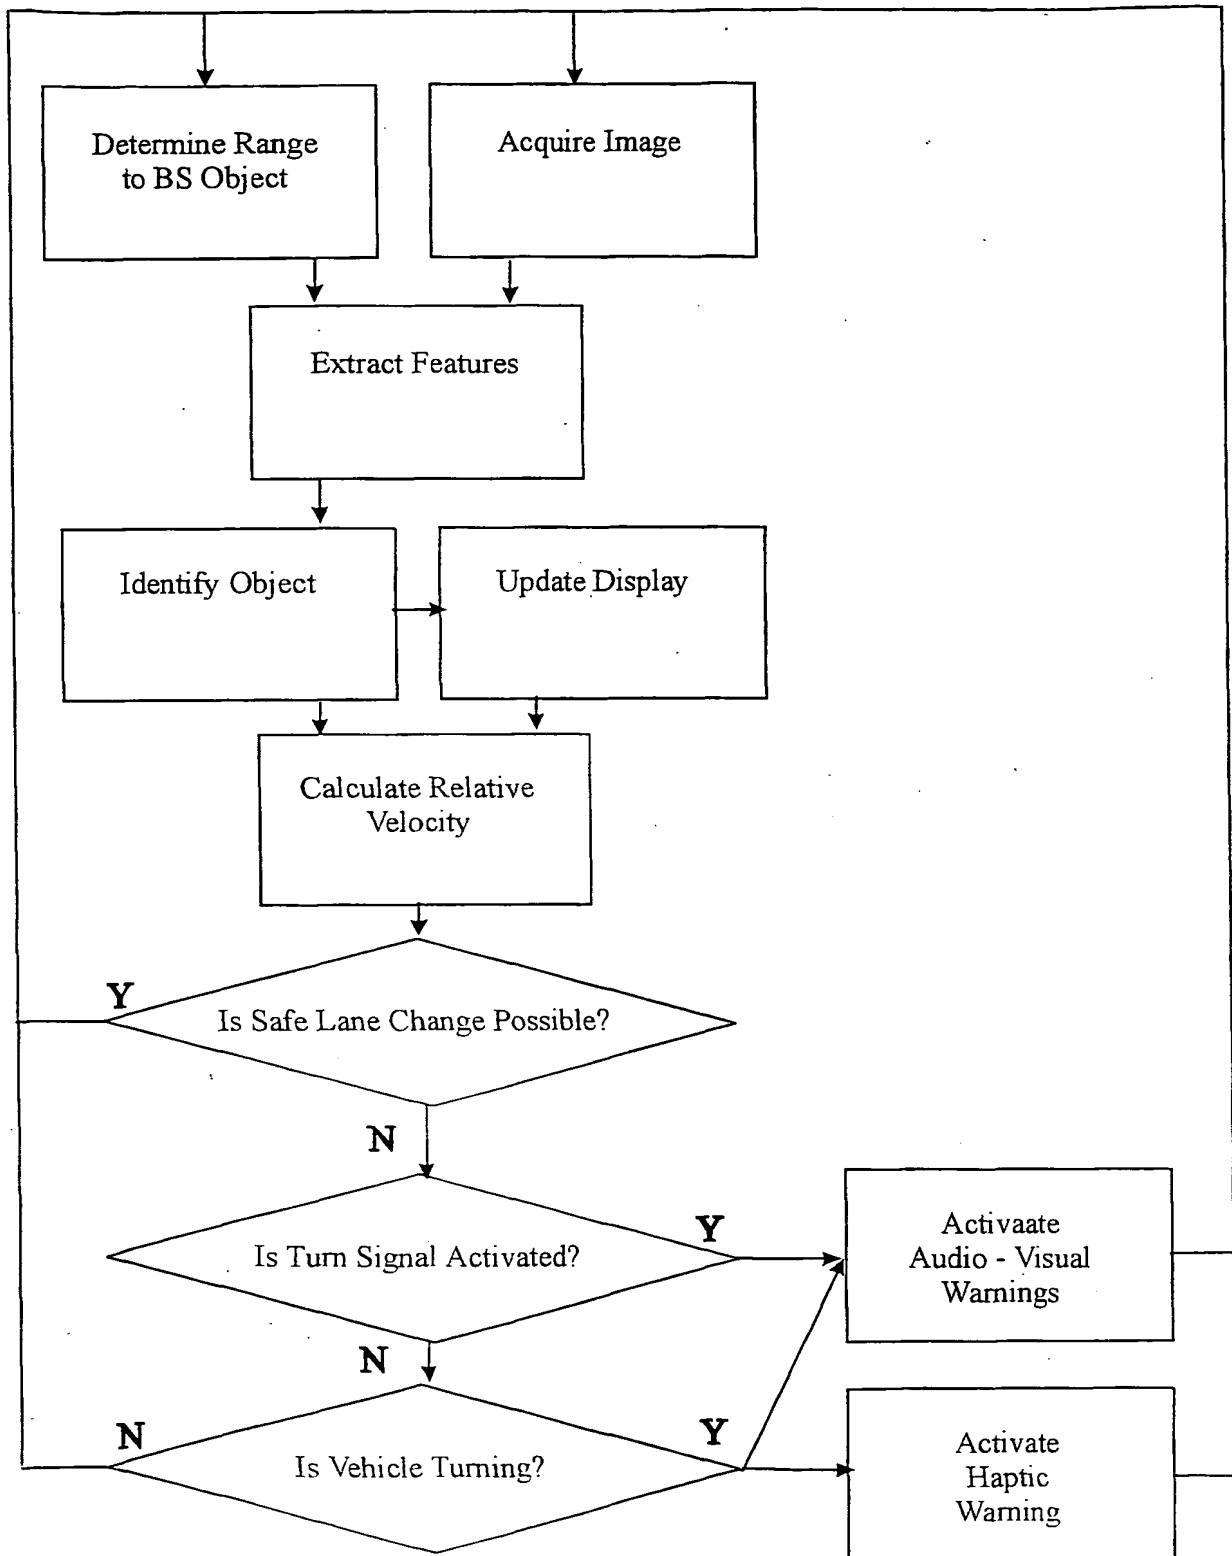 Determine Range
to BS Object
Acquire Image
Extract Features
Identify Object
Update Display
Calculate Relative
Velocity
Y
Is Safe Lane Change Possible?
N
Is Turn Signal Activated?
Y
Activaate
Audio - Visual
Warnings
N
N
Is Vehicle Turning?
Y
Activate
Haptic
Warning